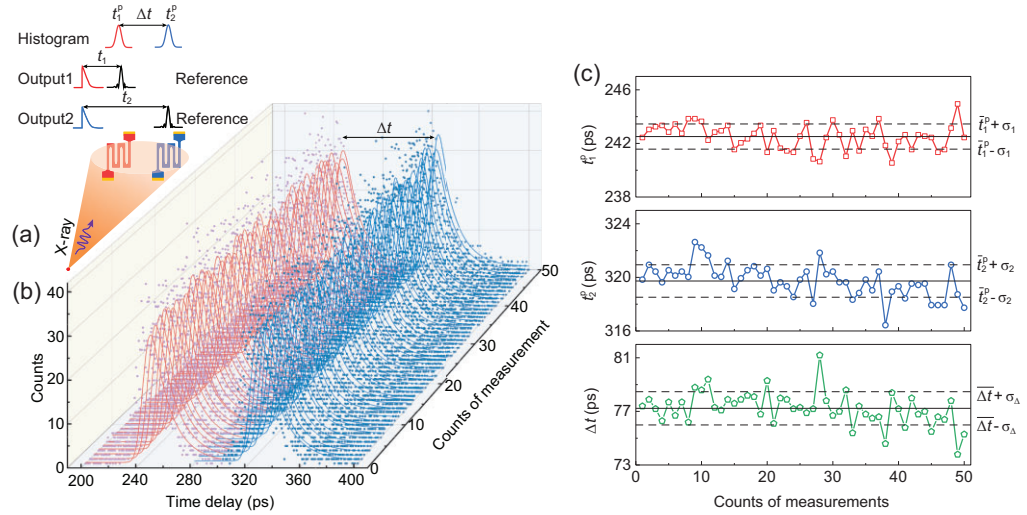 t₁ᵖ Δt t₂ᵖ
Histogram
t₁
Output1 Reference
t₂
Output2 Reference
X-ray
(a)
(b)
Δt
Counts
40
30
20
10
0
200 240 280 320 360 400
Time delay (ps)
0
10
20
30
40
50
Counts of measurement
(c)
246
242
238
t₁ᵖ (ps)
t̄₁ᵖ + σ₁
t̄₁ᵖ - σ₁
324
320
316
t₂ᵖ (ps)
t̄₂ᵖ + σ₂
t̄₂ᵖ - σ₂
81
77
73
Δt (ps)
Δt̅ + σ_Δ
Δt̅ - σ_Δ
0 10 20 30 40 50
Counts of measurements